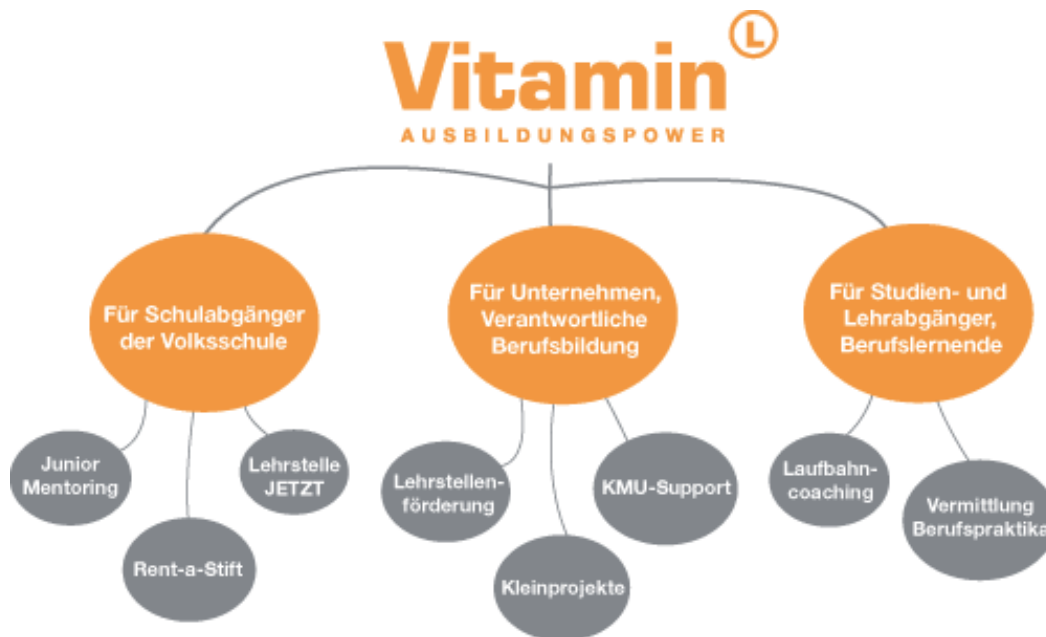 Vitamin L
AUSBILDUNGSPOWER
Für Schulabgänger
der Volksschule
Junior
Mentoring
Rent-a-Stift
Lehrstelle
JETZT
Für Unternehmen,
Verantwortliche
Berufsbildung
Lehrstellen-
förderung
Kleinprojekte
KMU-Support
Für Studien- und
Lehrabgänger,
Berufslernende
Laufbahn-
coaching
Vermittlung
Berufspraktika